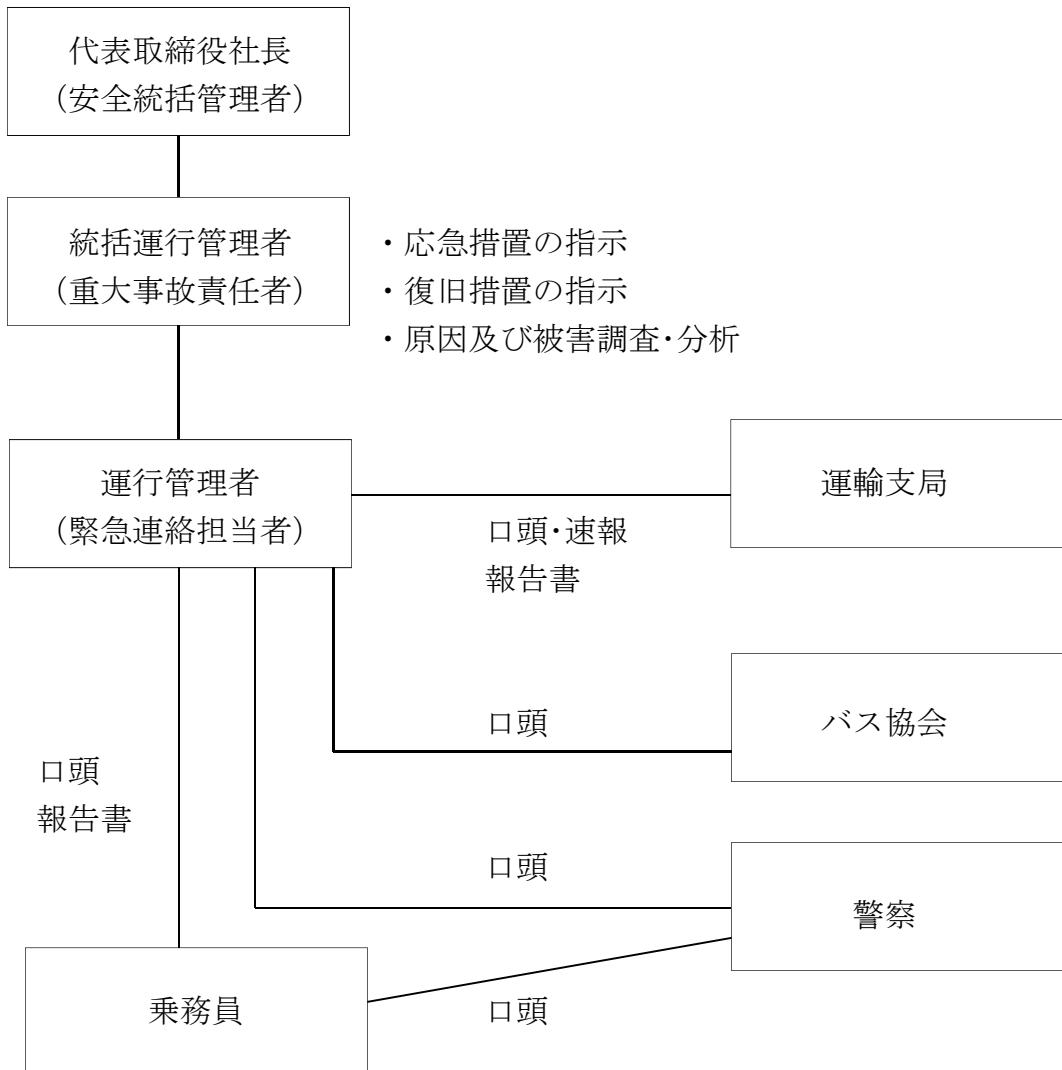 代表取締役社長
（安全統括管理者）
統括運行管理者
（重大事故責任者）
・応急措置の指示
・復旧措置の指示
・原因及び被害調査･分析
運行管理者
（緊急連絡担当者）
運輸支局
口頭･速報
報告書
バス協会
口頭
口頭
報告書
口頭
警察
乗務員
口頭